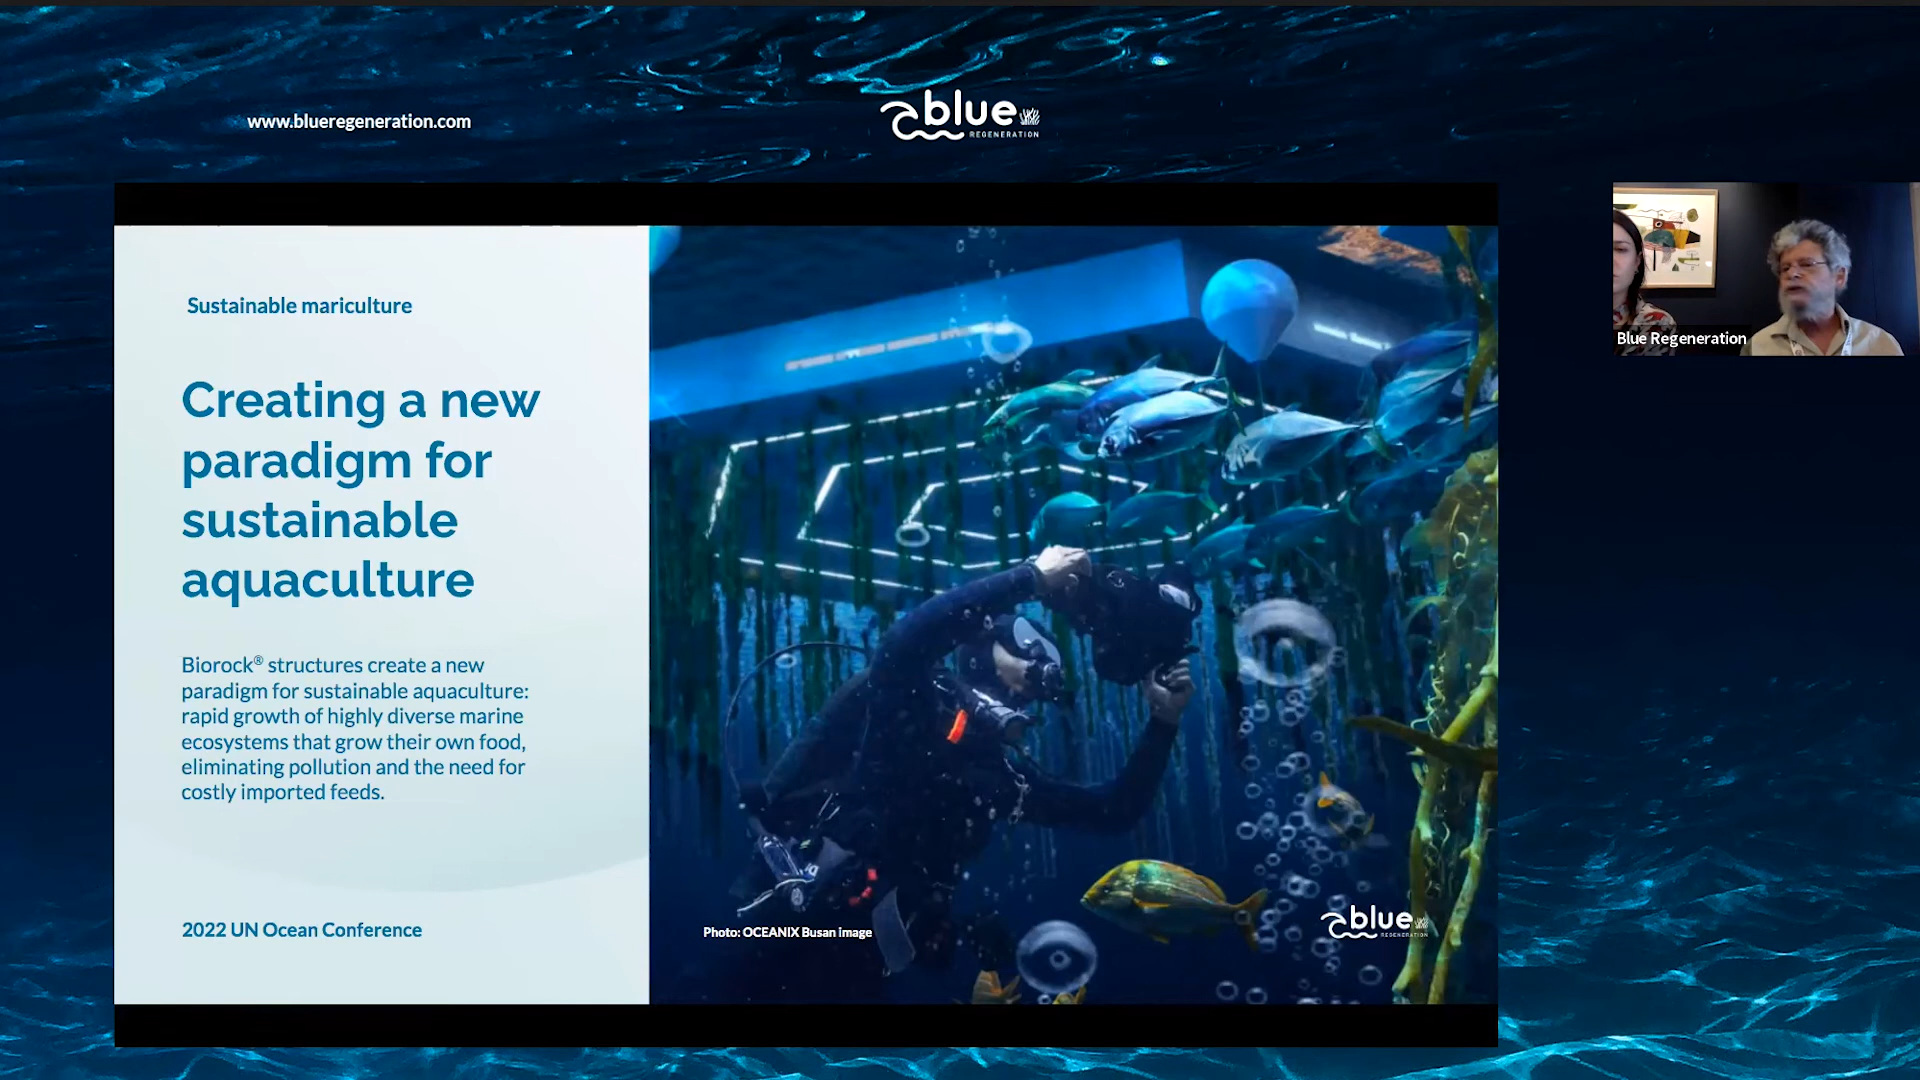 www.blueregeneration.com
blue
REGENERATION
Sustainable mariculture
Creating a new
paradigm for
sustainable
aquaculture
Biorock® structures create a new
paradigm for sustainable aquaculture:
rapid growth of highly diverse marine
ecosystems that grow their own food,
eliminating pollution and the need for
costly imported feeds.
2022 UN Ocean Conference
Photo: OCEANIX Busan image
blue
REGENERATION
Blue Regeneration